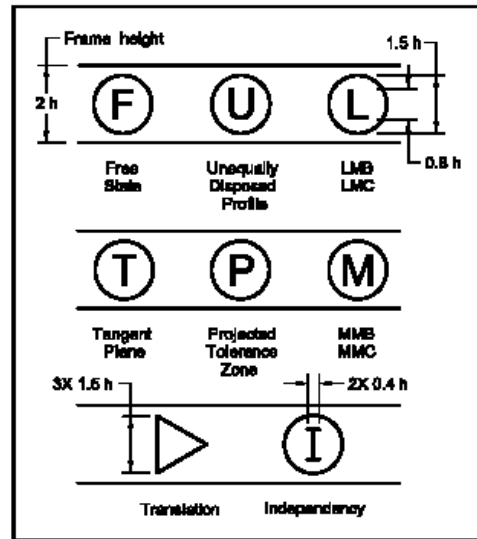 Frame height
1.5 h
2 h
F U L
0.8 h
Free Unequally LMB
State Disposed LMC
Profile
T P M
Tangent Projected MMB
Plane Tolerance MMC
Zone
3X 1.5 h
2X 0.4 h
I
Translation Independency